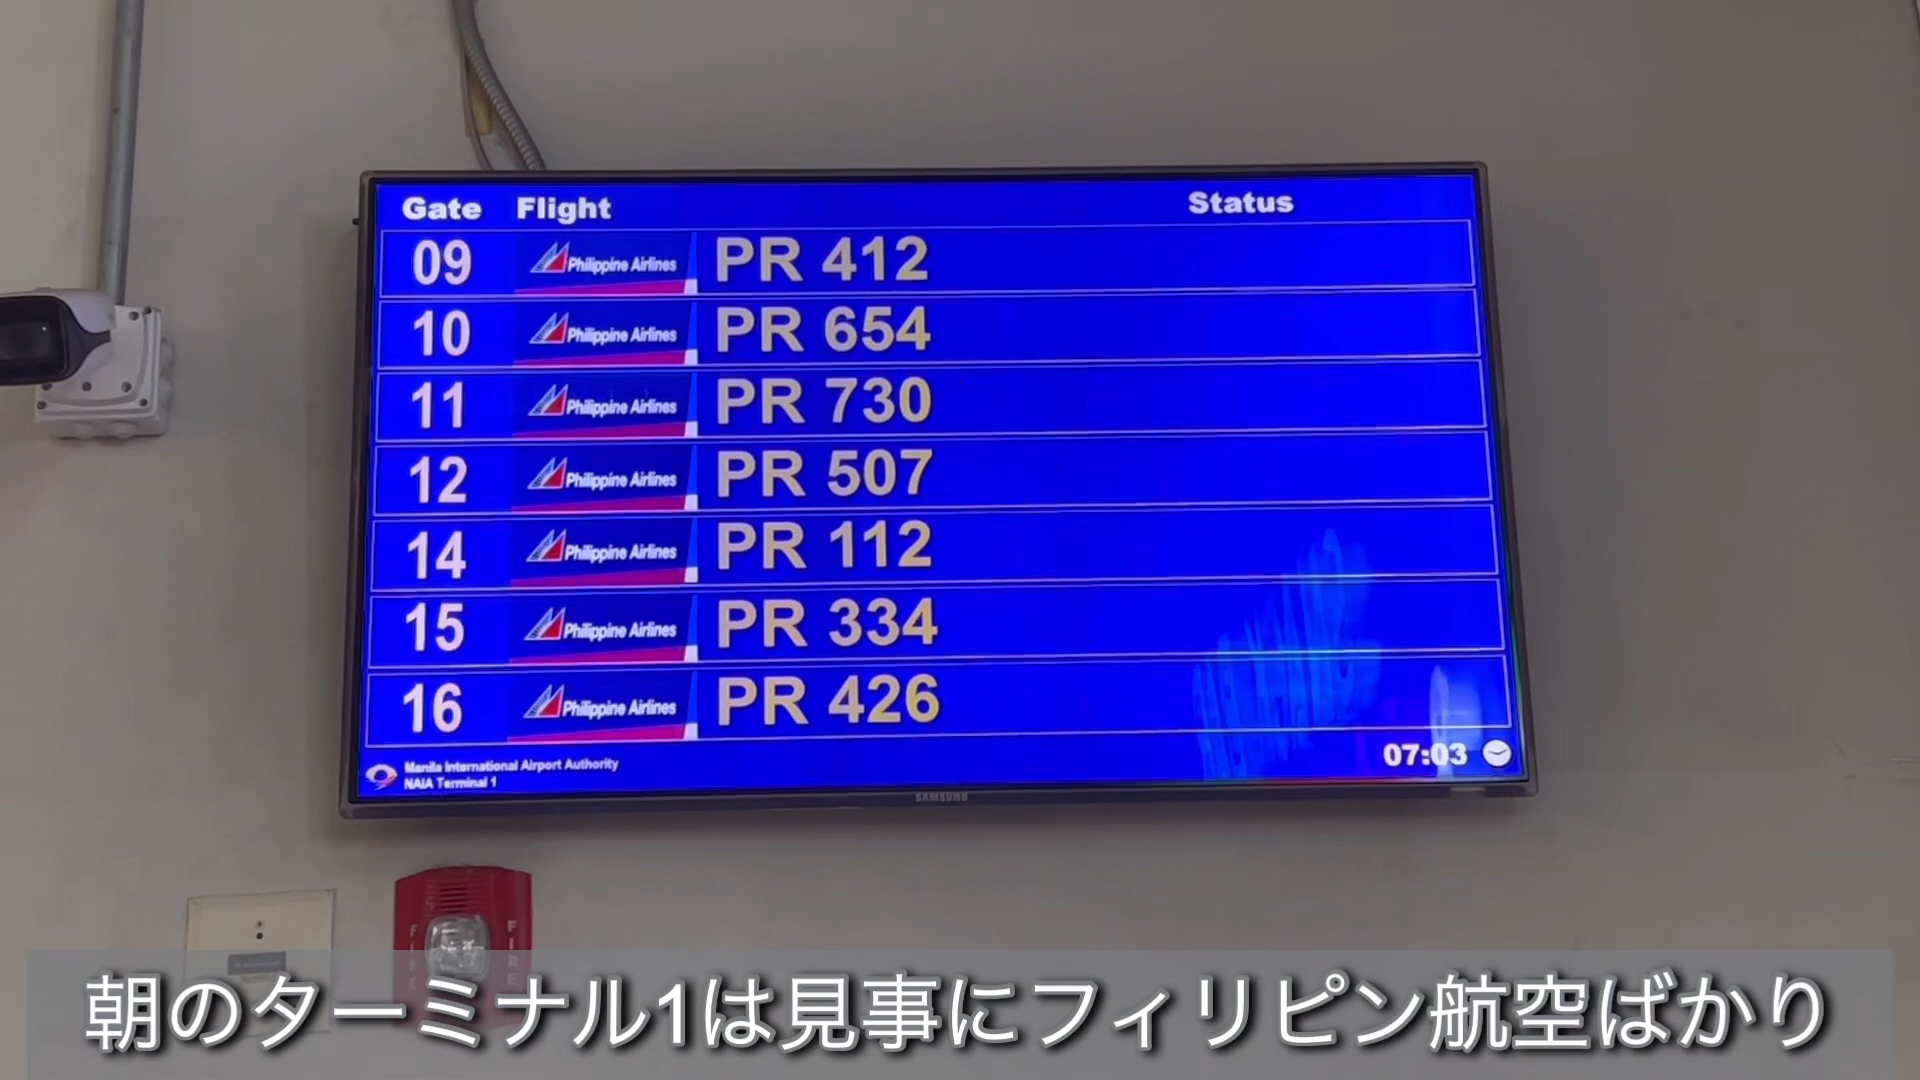 Gate Flight Status
09 Philippine Airlines PR 412
10 Philippine Airlines PR 654
11 Philippine Airlines PR 730
12 Philippine Airlines PR 507
14 Philippine Airlines PR 112
15 Philippine Airlines PR 334
16 Philippine Airlines PR 426
Manila International Airport Authority
NAIA Terminal 1
07:03
SAMSUNG
FIRE FIRE
朝のターミナル1は見事にフィリピン航空ばかり